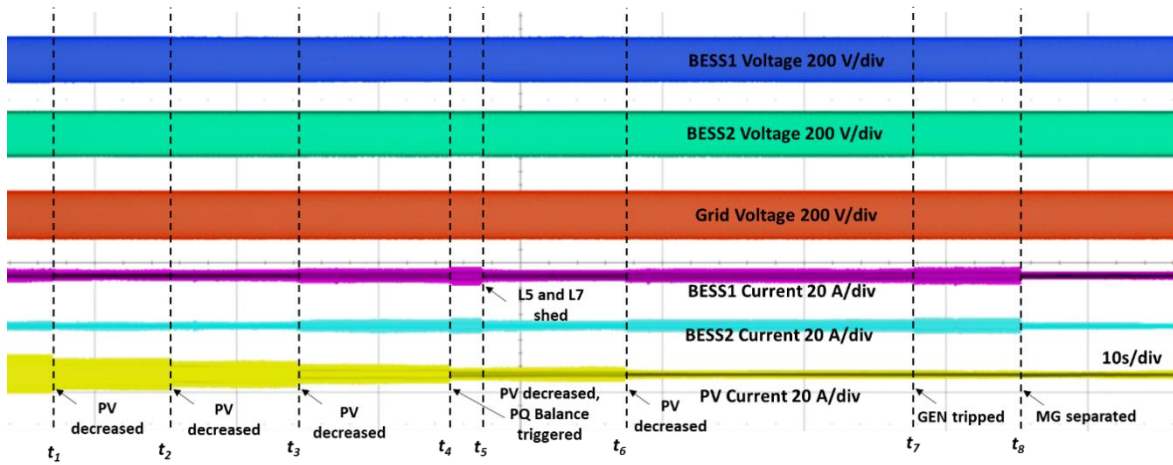 BESS1 Voltage 200 V/div
BESS2 Voltage 200 V/div
Grid Voltage 200 V/div
BESS1 Current 20 A/div
L5 and L7
shed
BESS2 Current 20 A/div
10s/div
PV Current 20 A/div
PV
decreased
PV
decreased
PV
decreased
PV decreased,
PQ Balance
triggered
PV
decreased
GEN tripped
MG separated
t1
t2
t3
t4
t5
t6
t7
t8